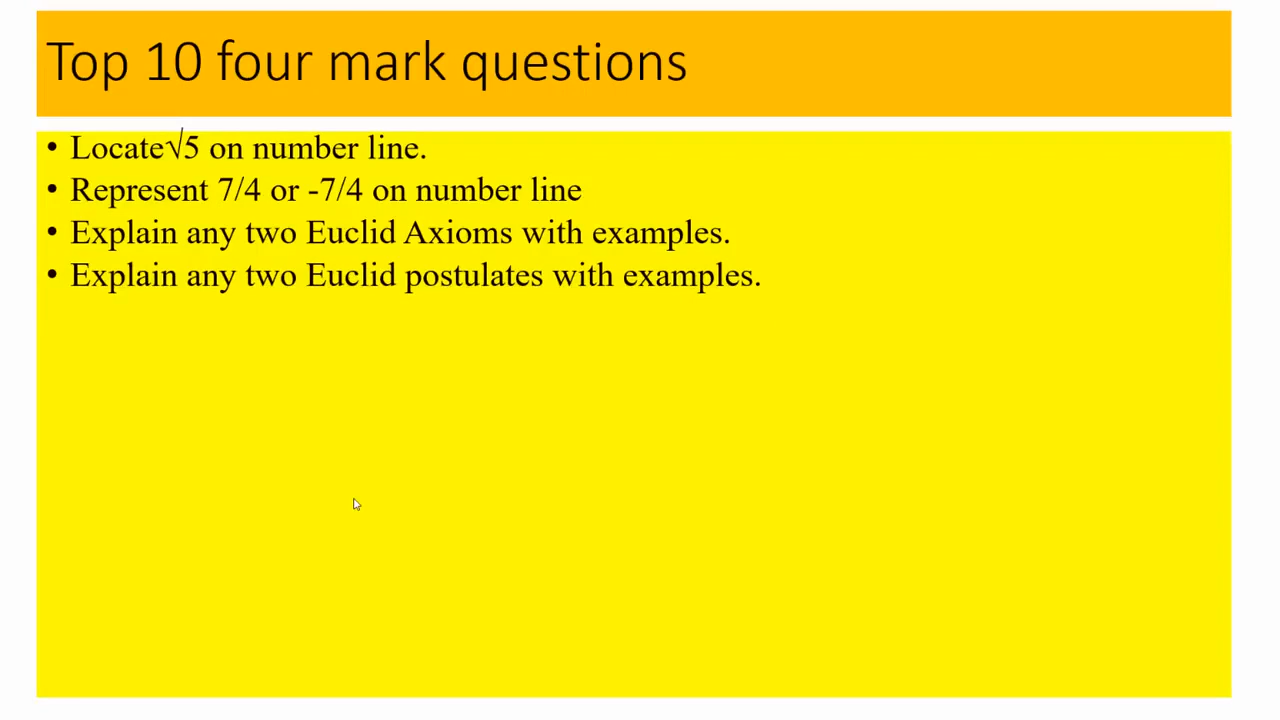 Top 10 four mark questions
• Locate√5 on number line.
• Represent 7/4 or -7/4 on number line
• Explain any two Euclid Axioms with examples.
• Explain any two Euclid postulates with examples.